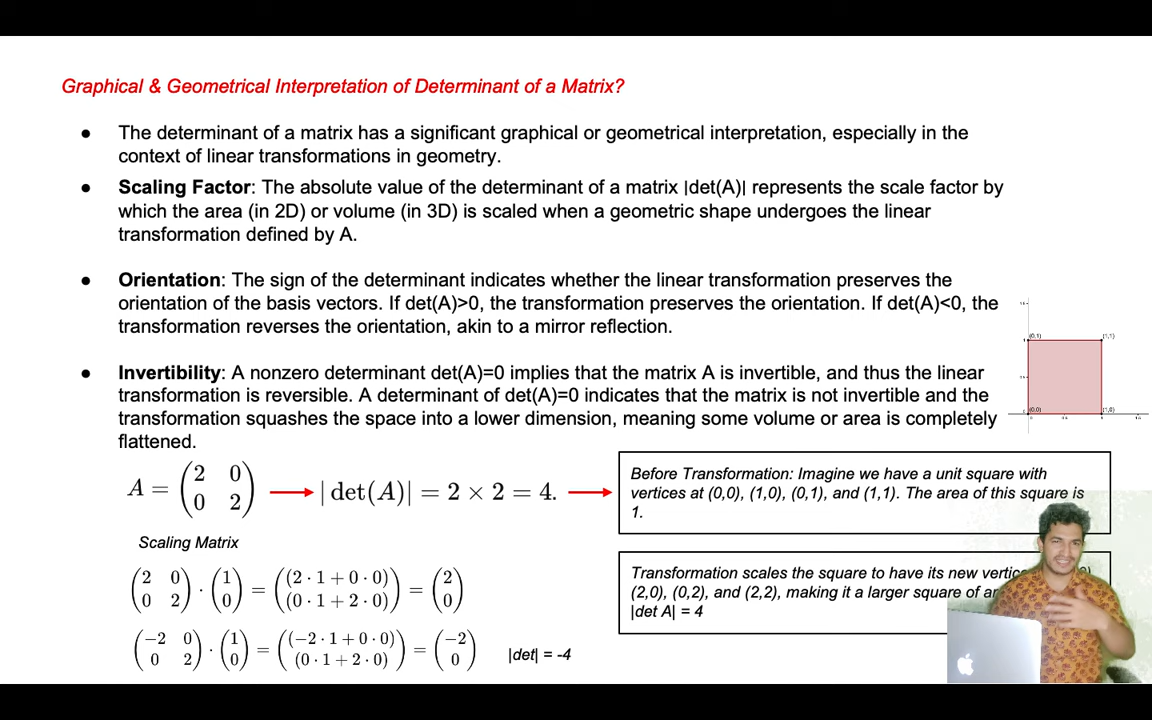 Graphical & Geometrical Interpretation of Determinant of a Matrix?
● The determinant of a matrix has a significant graphical or geometrical interpretation, especially in the
context of linear transformations in geometry.
● Scaling Factor: The absolute value of the determinant of a matrix |det(A)| represents the scale factor by
which the area (in 2D) or volume (in 3D) is scaled when a geometric shape undergoes the linear
transformation defined by A.
● Orientation: The sign of the determinant indicates whether the linear transformation preserves the
orientation of the basis vectors. If det(A)>0, the transformation preserves the orientation. If det(A)<0, the
transformation reverses the orientation, akin to a mirror reflection.
(0,1) (1,1)
(0,0) (1,0)
● Invertibility: A nonzero determinant det(A)=0 implies that the matrix A is invertible, and thus the linear
transformation is reversible. A determinant of det(A)=0 indicates that the matrix is not invertible and the
transformation squashes the space into a lower dimension, meaning some volume or area is completely
flattened.
A = (2 0
0 2) → | det(A)| = 2 × 2 = 4. →
Before Transformation: Imagine we have a unit square with
vertices at (0,0), (1,0), (0,1), and (1,1). The area of this square is
1.
Scaling Matrix
(2 0
0 2) · (1
0) = ((2 · 1 + 0 · 0)
(0 · 1 + 2 · 0)) = (2
0)
Transformation scales the square to have its new
(2,0), (0,2), and (2,2), making it a larger square of
|det A| = 4
(−2 0
0 2) · (1
0) = ((−2 · 1 + 0 · 0)
(0 · 1 + 2 · 0)) = (−2
0)
|det| = -4